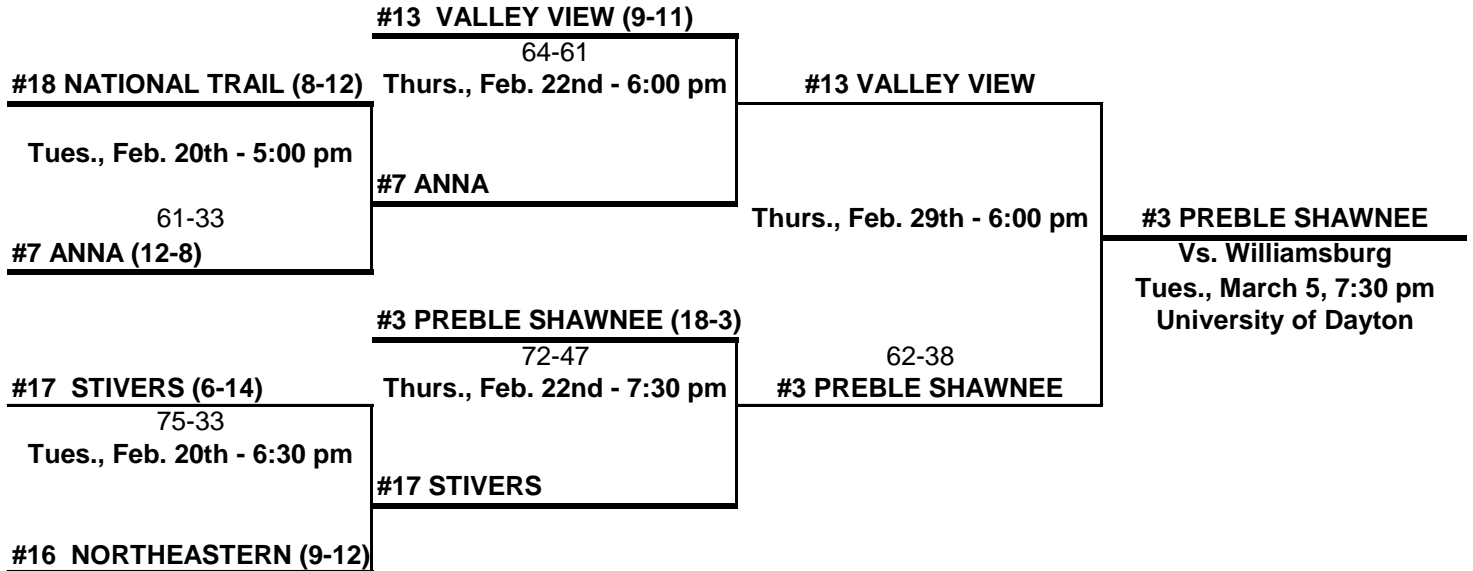 #13 VALLEY VIEW (9-11)
64-61
#18 NATIONAL TRAIL (8-12) Thurs., Feb. 22nd - 6:00 pm #13 VALLEY VIEW
Tues., Feb. 20th - 5:00 pm
#7 ANNA
61-33 Thurs., Feb. 29th - 6:00 pm #3 PREBLE SHAWNEE
#7 ANNA (12-8) Vs. Williamsburg
Tues., March 5, 7:30 pm
#3 PREBLE SHAWNEE (18-3) University of Dayton
72-47 62-38
#17 STIVERS (6-14) Thurs., Feb. 22nd - 7:30 pm #3 PREBLE SHAWNEE
75-33
Tues., Feb. 20th - 6:30 pm
#17 STIVERS
#16 NORTHEASTERN (9-12)